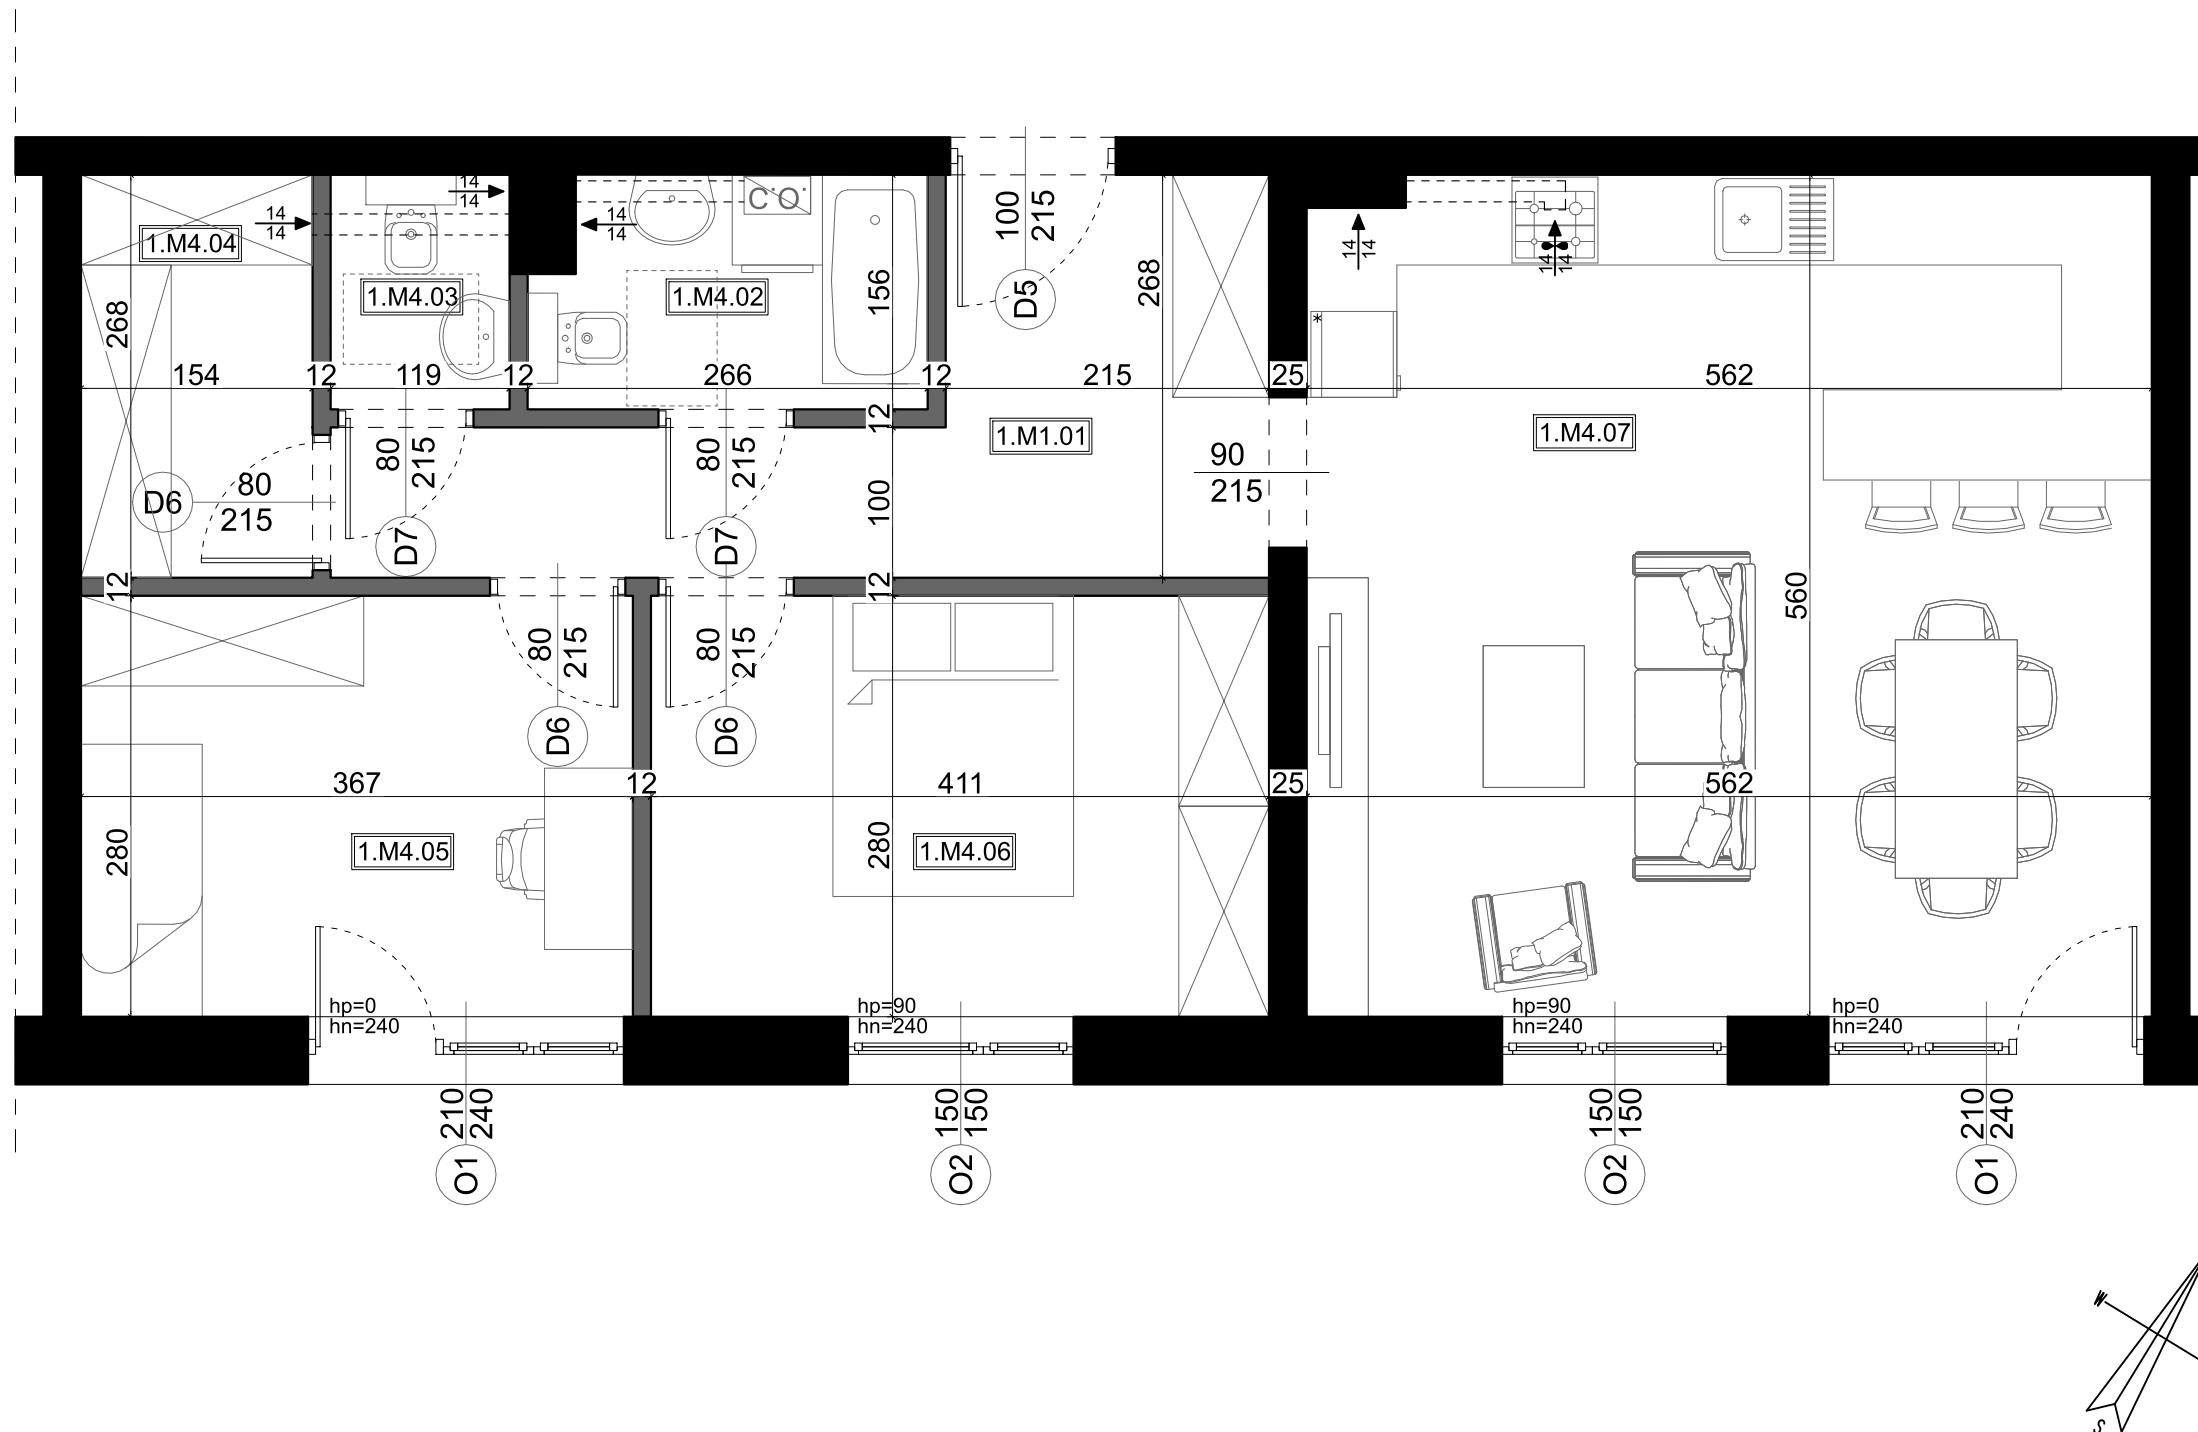 14
14
14
14
14
14
C.O.
100
215
1.M4.04
1.M4.03
1.M4.02
14
14
14
14
*
D5
156
268
268
154
12
119
12
266
12
215
25
562
12
1.M1.01
1.M4.07
80
215
80
215
90
215
D6
80
215
100
D7
D7
12
12
560
80
215
80
215
D6
D6
367
12
411
25
562
280
280
1.M4.05
1.M4.06
hp=0
hn=240
hp=90
hn=240
hp=90
hn=240
hp=0
hn=240
210
240
150
150
150
150
210
240
O1
O2
O2
O1
W
S